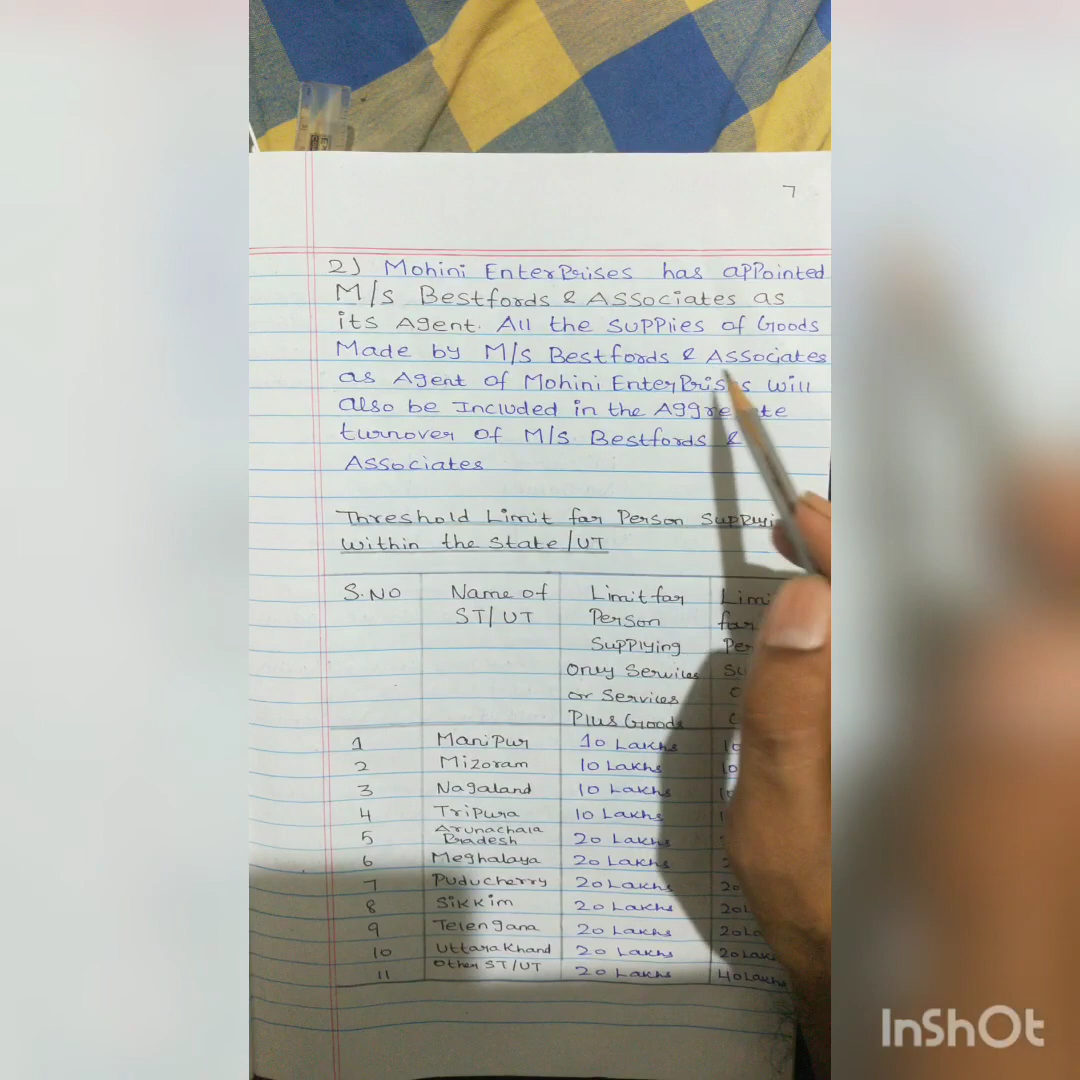 7
2) Mohini Enterprises has appointed
M/s Bestfords & Associates as
its Agent. All the supplies of Goods
Made by M/s Bestfords & Associates
as Agent of Mohini Enterprises will
also be Included in the
turnover of M/s Bestfords &
Associates
Threshold Limit for Person
within the State/UT
S.NO Name of ST/UT Limit for Person Supplying Only Services or Services Plus Goods
1 Manipur 10 Lakhs 10
2 Mizoram 10 Lakhs 10
3 Nagaland 10 Lakhs
4 Tripura 10 Lakhs
5 Arunachala Pradesh 20 Lakhs
6 Meghalaya 20 Lakhs
7 Puducherry 20 Lakhs 20
8 Sikkim 20 Lakhs
9 Telengana 20 Lakhs
10 Uttarakhand 20 Lakhs
11 Other ST/UT 20 Lakhs 40 Lakhs
InShOt